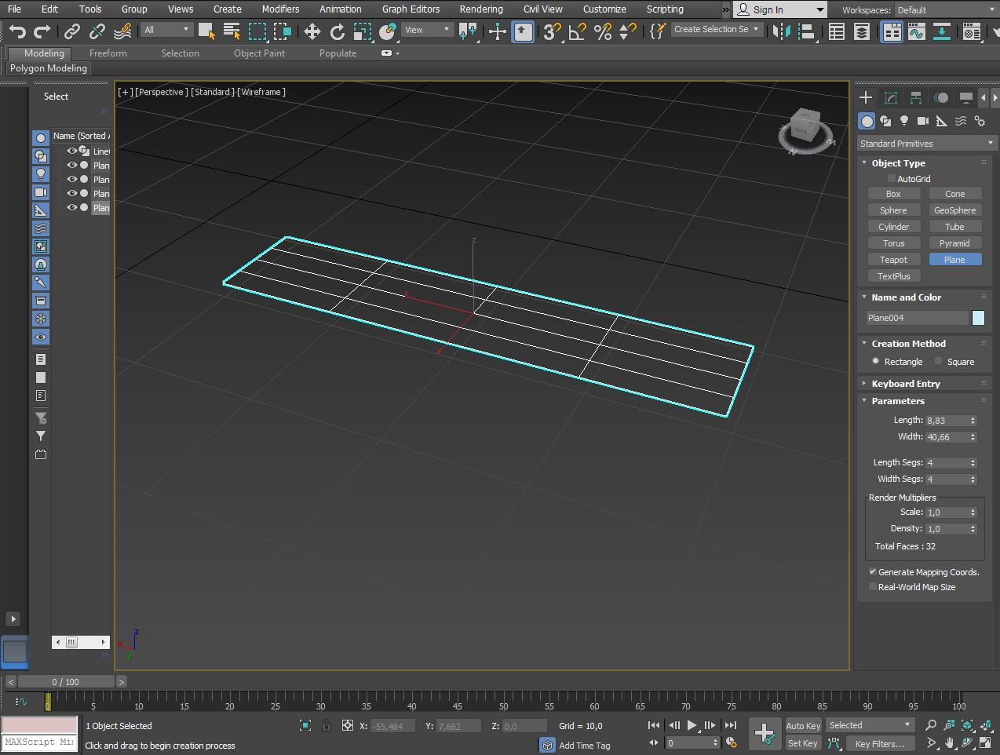 File Edit Tools Group Views Create Modifiers Animation Graph Editors Rendering Civil View Customize Scripting » Sign In Workspaces: Default
All View 3 Create Selection Se
Modeling Freeform Selection Object Paint Populate
Polygon Modeling
Select
Name (Sorted A
Line
Plan
Plan
Plan
Plan
[+] [Perspective] [Standard] [Wireframe]
z
x
y
z
x
y
N
Standard Primitives
Object Type
AutoGrid
Box Cone
Sphere GeoSphere
Cylinder Tube
Torus Pyramid
Teapot Plane
TextPlus
Name and Color
Plane004
Creation Method
Rectangle Square
Keyboard Entry
Parameters
Length: 8,83
Width: 40,66
Length Segs: 4
Width Segs: 4
Render Multipliers
Scale: 1,0
Density: 1,0
Total Faces : 32
Generate Mapping Coords.
Real-World Map Size
< 0 / 100 >
0 5 10 15 20 25 30 35 40 45 50 55 60 65 70 75 80 85 90 95 100
1 Object Selected X: -55,484 Y: 7,682 Z: 0,0 Grid = 10,0 Auto Key Selected
MAXScript Mi Click and drag to begin creation process Add Time Tag 0 Set Key Key Filters...